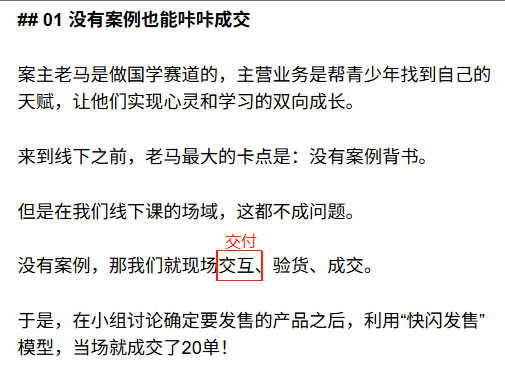 ## 01 没有案例也能咔咔成交
案主老马是做国学赛道的，主营业务是帮青少年找到自己的
天赋，让他们实现心灵和学习的双向成长。
来到线下之前，老马最大的卡点是：没有案例背书。
但是在我们线下课的场域，这都不成问题。
交付
没有案例，那我们就现场交互、验货、成交。
于是，在小组讨论确定要发售的产品之后，利用“快闪发售”
模型，当场就成交了20单！